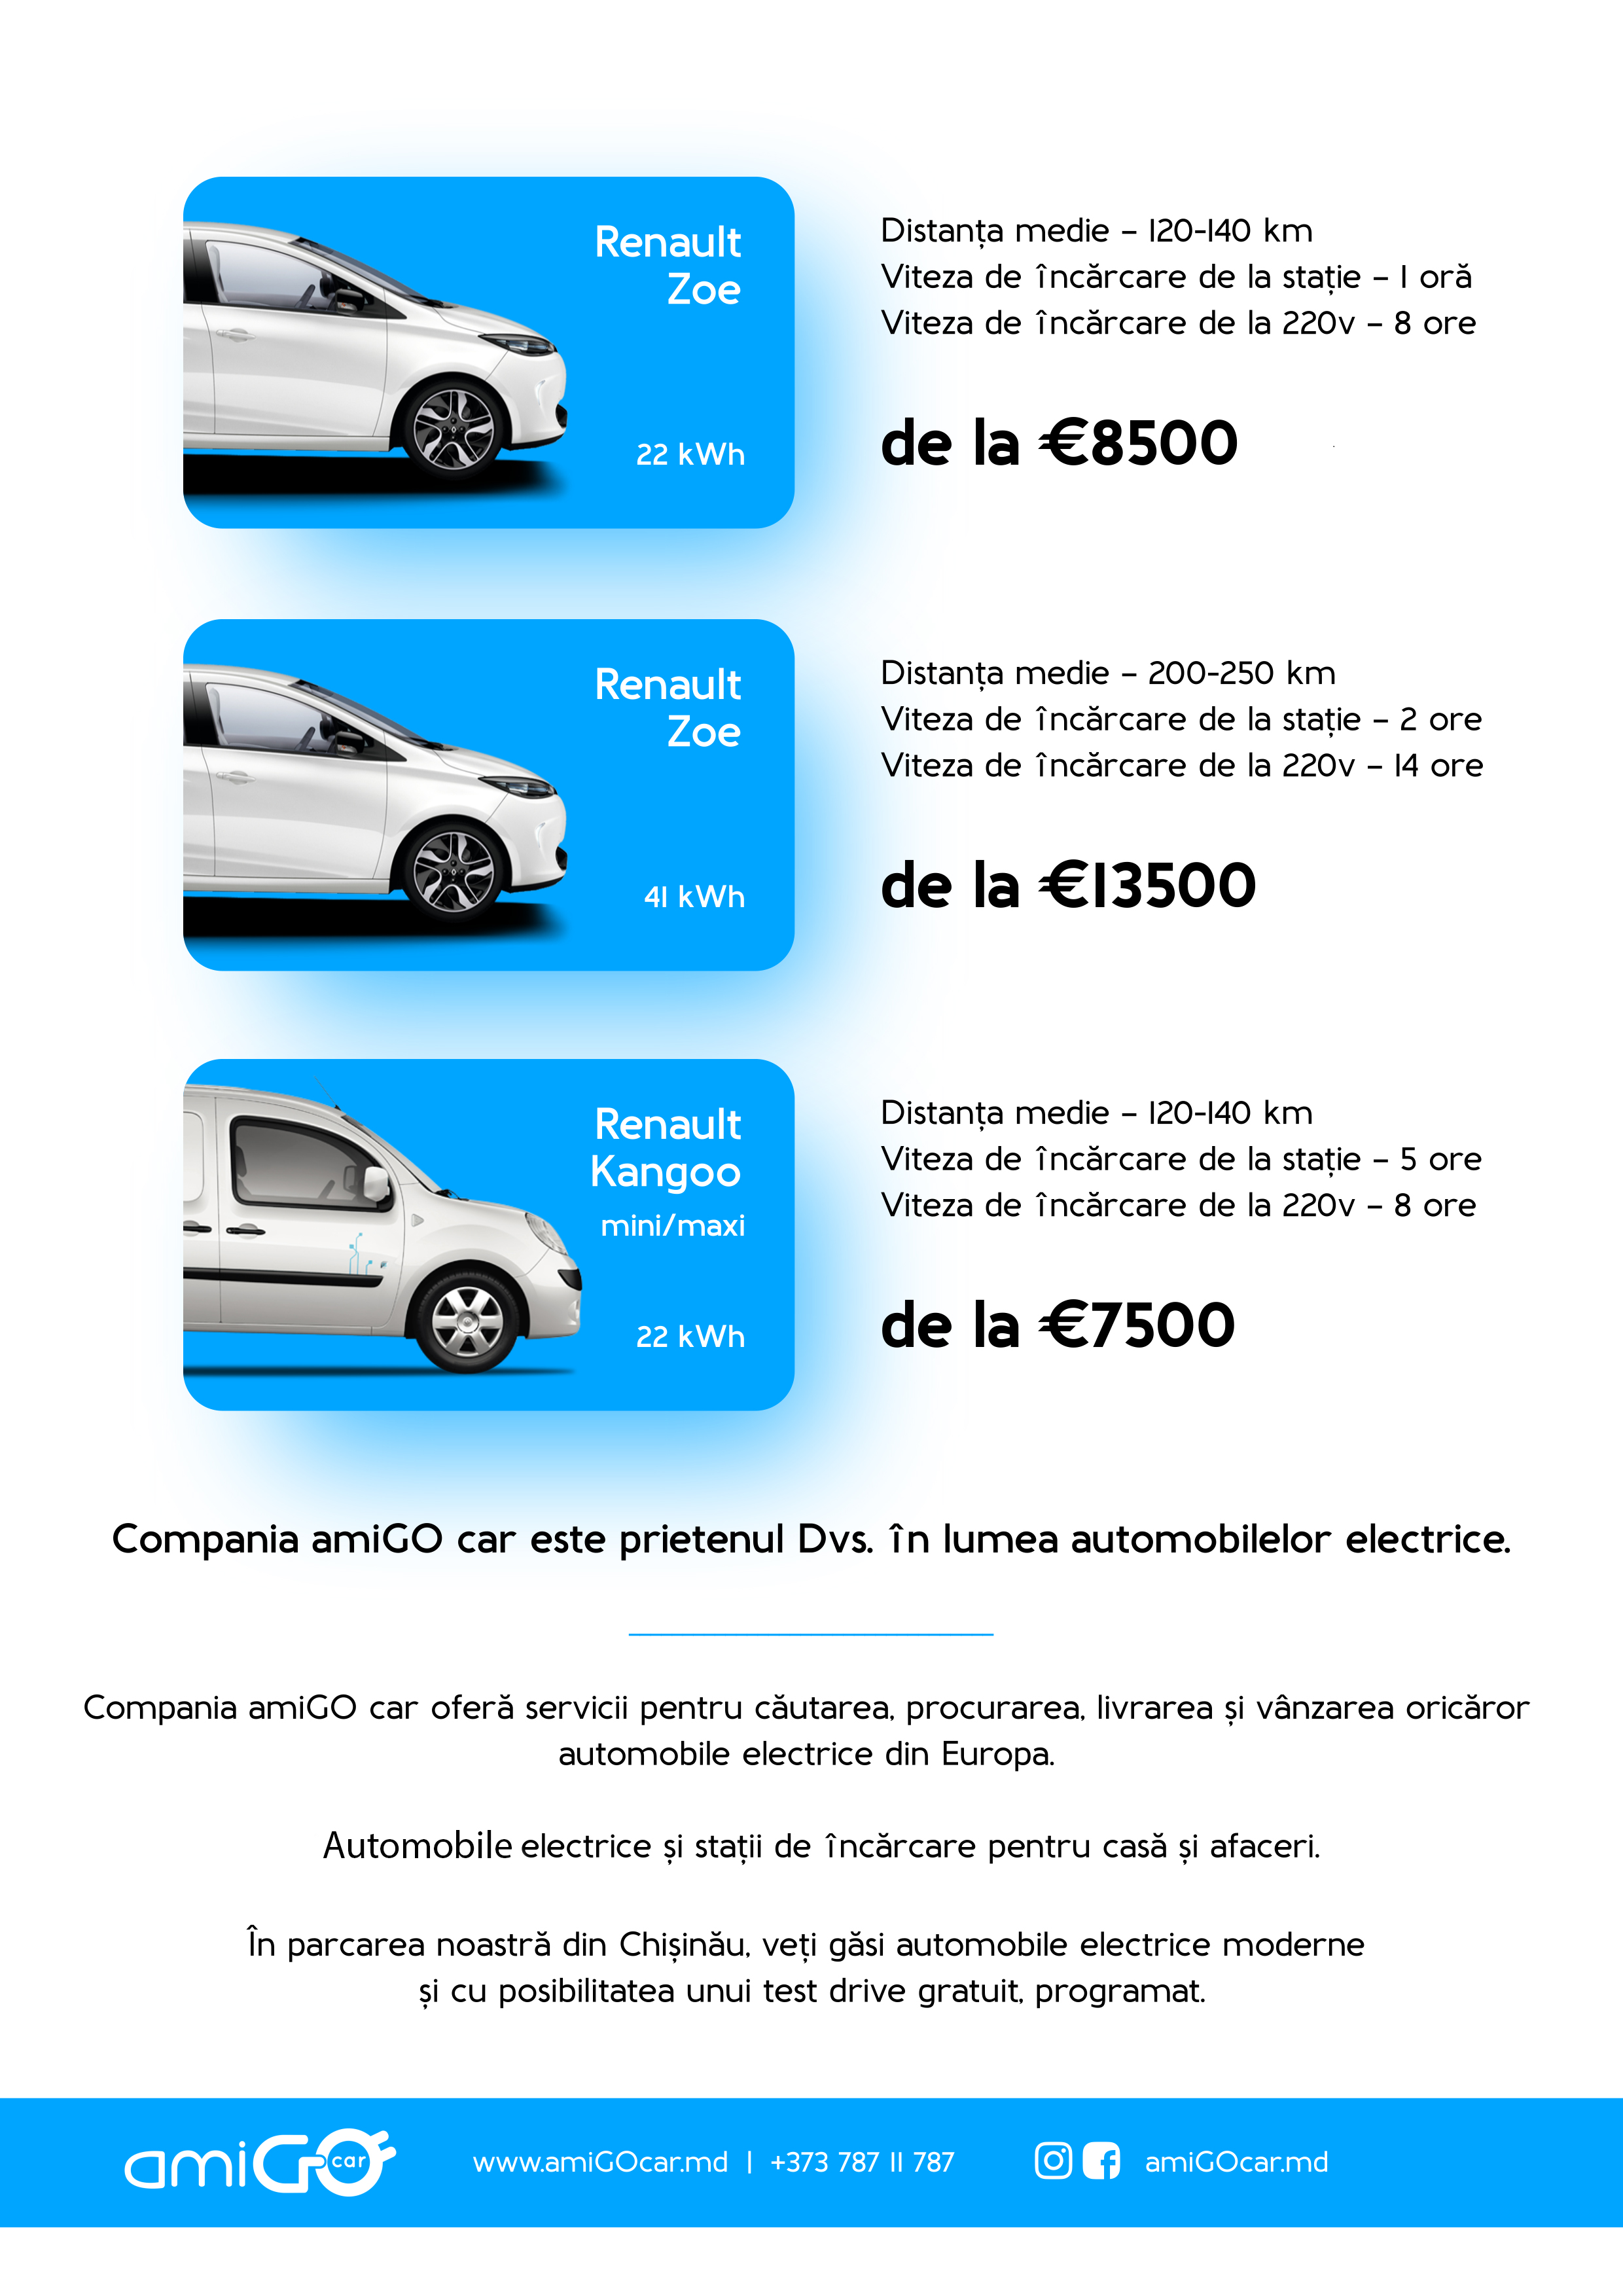 Renault
Zoe
22 kWh
Distanța medie – 120-140 km
Viteza de încărcare de la stație – 1 oră
Viteza de încărcare de la 220v – 8 ore
de la €8500
Renault
Zoe
41 kWh
Distanța medie – 200-250 km
Viteza de încărcare de la stație – 2 ore
Viteza de încărcare de la 220v – 14 ore
de la €13500
Renault
Kangoo
mini/maxi
22 kWh
Distanța medie – 120-140 km
Viteza de încărcare de la stație – 5 ore
Viteza de încărcare de la 220v – 8 ore
de la €7500
Compania amiGO car este prietenul Dvs. în lumea automobilelor electrice.
Compania amiGO car oferă servicii pentru căutarea, procurarea, livrarea și vânzarea oricăror
automobile electrice din Europa.
Automobile electrice și stații de încărcare pentru casă și afaceri.
În parcarea noastră din Chișinău, veți găsi automobile electrice moderne
și cu posibilitatea unui test drive gratuit, programat.
amiGO car
www.amiGOcar.md | +373 787 11 787
amiGOcar.md